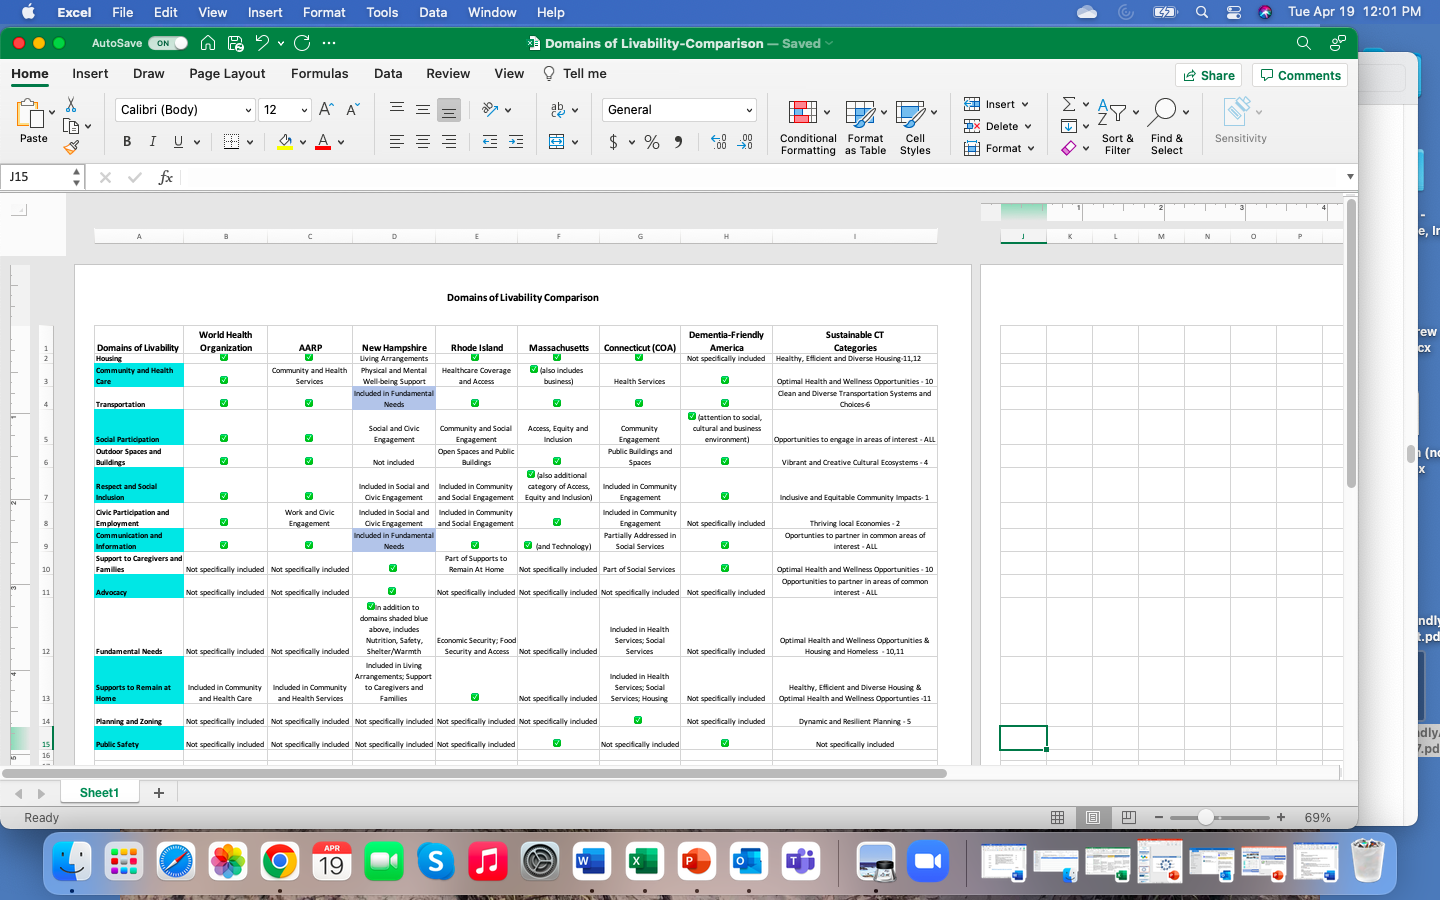 Excel File Edit View Insert Format Tools Data Window Help Tue Apr 19 12:01 PM
AutoSave ON Domains of Livability-Comparison — Saved
Home Insert Draw Page Layout Formulas Data Review View Tell me Share Comments
Paste Calibri (Body) 12 General Conditional Formatting Format as Table Cell Styles Insert Delete Format Sort & Filter Find & Select Sensitivity
J15 fx
A B C D E F G H I J K L M N O P
Domains of Livability Comparison
1 Domains of Livability World Health Organization AARP New Hampshire Rhode Island Massachusetts Connecticut (COA) Dementia-Friendly America Sustainable CT Categories
2 Housing ✅ ✅ Living Arrangements ✅ ✅ ✅ Not specifically included Healthy, Efficient and Diverse Housing-11,12
3 Community and Health Care ✅ Community and Health Services Physical and Mental Well-being Support Healthcare Coverage and Access ✅ (also includes business) Health Services ✅ Optimal Health and Wellness Opportunities - 10
4 Transportation ✅ ✅ Included in Fundamental Needs ✅ ✅ ✅ ✅ Clean and Diverse Transportation Systems and Choices-6
5 Social Participation ✅ ✅ Social and Civic Engagement Community and Social Engagement Access, Equity and Inclusion Community Engagement ✅ (attention to social, cultural and business environment) Opportunities to engage in areas of interest - ALL
6 Outdoor Spaces and Buildings ✅ ✅ Not included Open Spaces and Public Buildings ✅ Public Buildings and Spaces ✅ Vibrant and Creative Cultural Ecosystems - 4
7 Respect and Social Inclusion ✅ ✅ Included in Social and Civic Engagement Included in Community and Social Engagement ✅ (also additional category of Access, Equity and Inclusion) Included in Community Engagement ✅ Inclusive and Equitable Community Impacts- 1
8 Civic Participation and Employment ✅ Work and Civic Engagement Included in Social and Civic Engagement Included in Community and Social Engagement ✅ Included in Community Engagement Not specifically included Thriving local Economies - 2
9 Communication and Information ✅ ✅ Included in Fundamental Needs ✅ ✅ (and Technology) Partially Addressed in Social Services ✅ Oportunties to partner in common areas of interest - ALL
10 Support to Caregivers and Families Not specifically included Not specifically included ✅ Part of Supports to Remain At Home Not specifically included Part of Social Services ✅ Optimal Health and Wellness Opportunities - 10
11 Advocacy Not specifically included Not specifically included ✅ Not specifically included Not specifically included Not specifically included Not specifically included Opportunities to partner in areas of common interest - ALL
12 Fundamental Needs Not specifically included Not specifically included ✅In addition to domains shaded blue above, includes Nutrition, Safety, Shelter/Warmth Economic Security; Food Security and Access Not specifically included Included in Health Services; Social Services Not specifically included Optimal Health and Wellness Opportunities & Housing and Homeless - 10,11
13 Supports to Remain at Home Included in Community and Health Care Included in Community and Health Services Included in Living Arrangements; Support to Caregivers and Families ✅ Not specifically included Included in Health Services; Social Services; Housing Not specifically included Healthy, Efficient and Diverse Housing & Optimal Health and Wellness Opportunities -11
14 Planning and Zoning Not specifically included Not specifically included Not specifically included Not specifically included Not specifically included ✅ Not specifically included Dynamic and Resilient Planning - 5
15 Public Safety Not specifically included Not specifically included Not specifically included Not specifically included ✅ Not specifically included ✅ Not specifically included
16
Sheet1 +
Ready 69%
APR 19